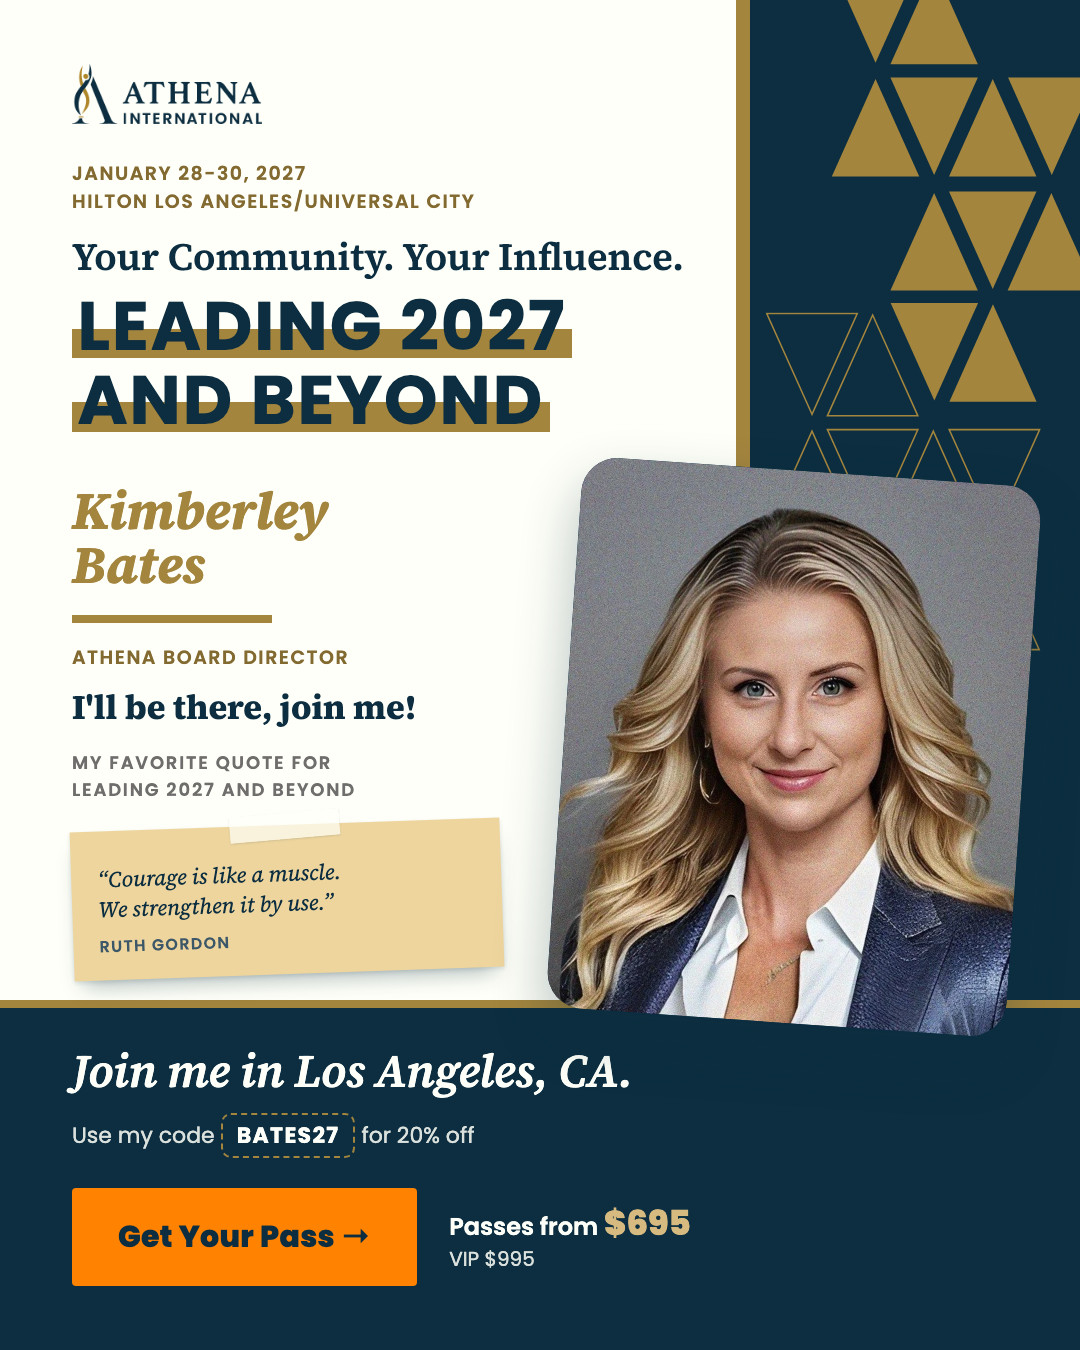 ATHENA
INTERNATIONAL
JANUARY 28-30, 2027
HILTON LOS ANGELES/UNIVERSAL CITY
Your Community. Your Influence.
LEADING 2027
AND BEYOND
Kimberley
Bates
ATHENA BOARD DIRECTOR
I'll be there, join me!
MY FAVORITE QUOTE FOR
LEADING 2027 AND BEYOND
“Courage is like a muscle.
We strengthen it by use.”
RUTH GORDON
Join me in Los Angeles, CA.
Use my code BATES27 for 20% off
Get Your Pass →
Passes from $695
VIP $995